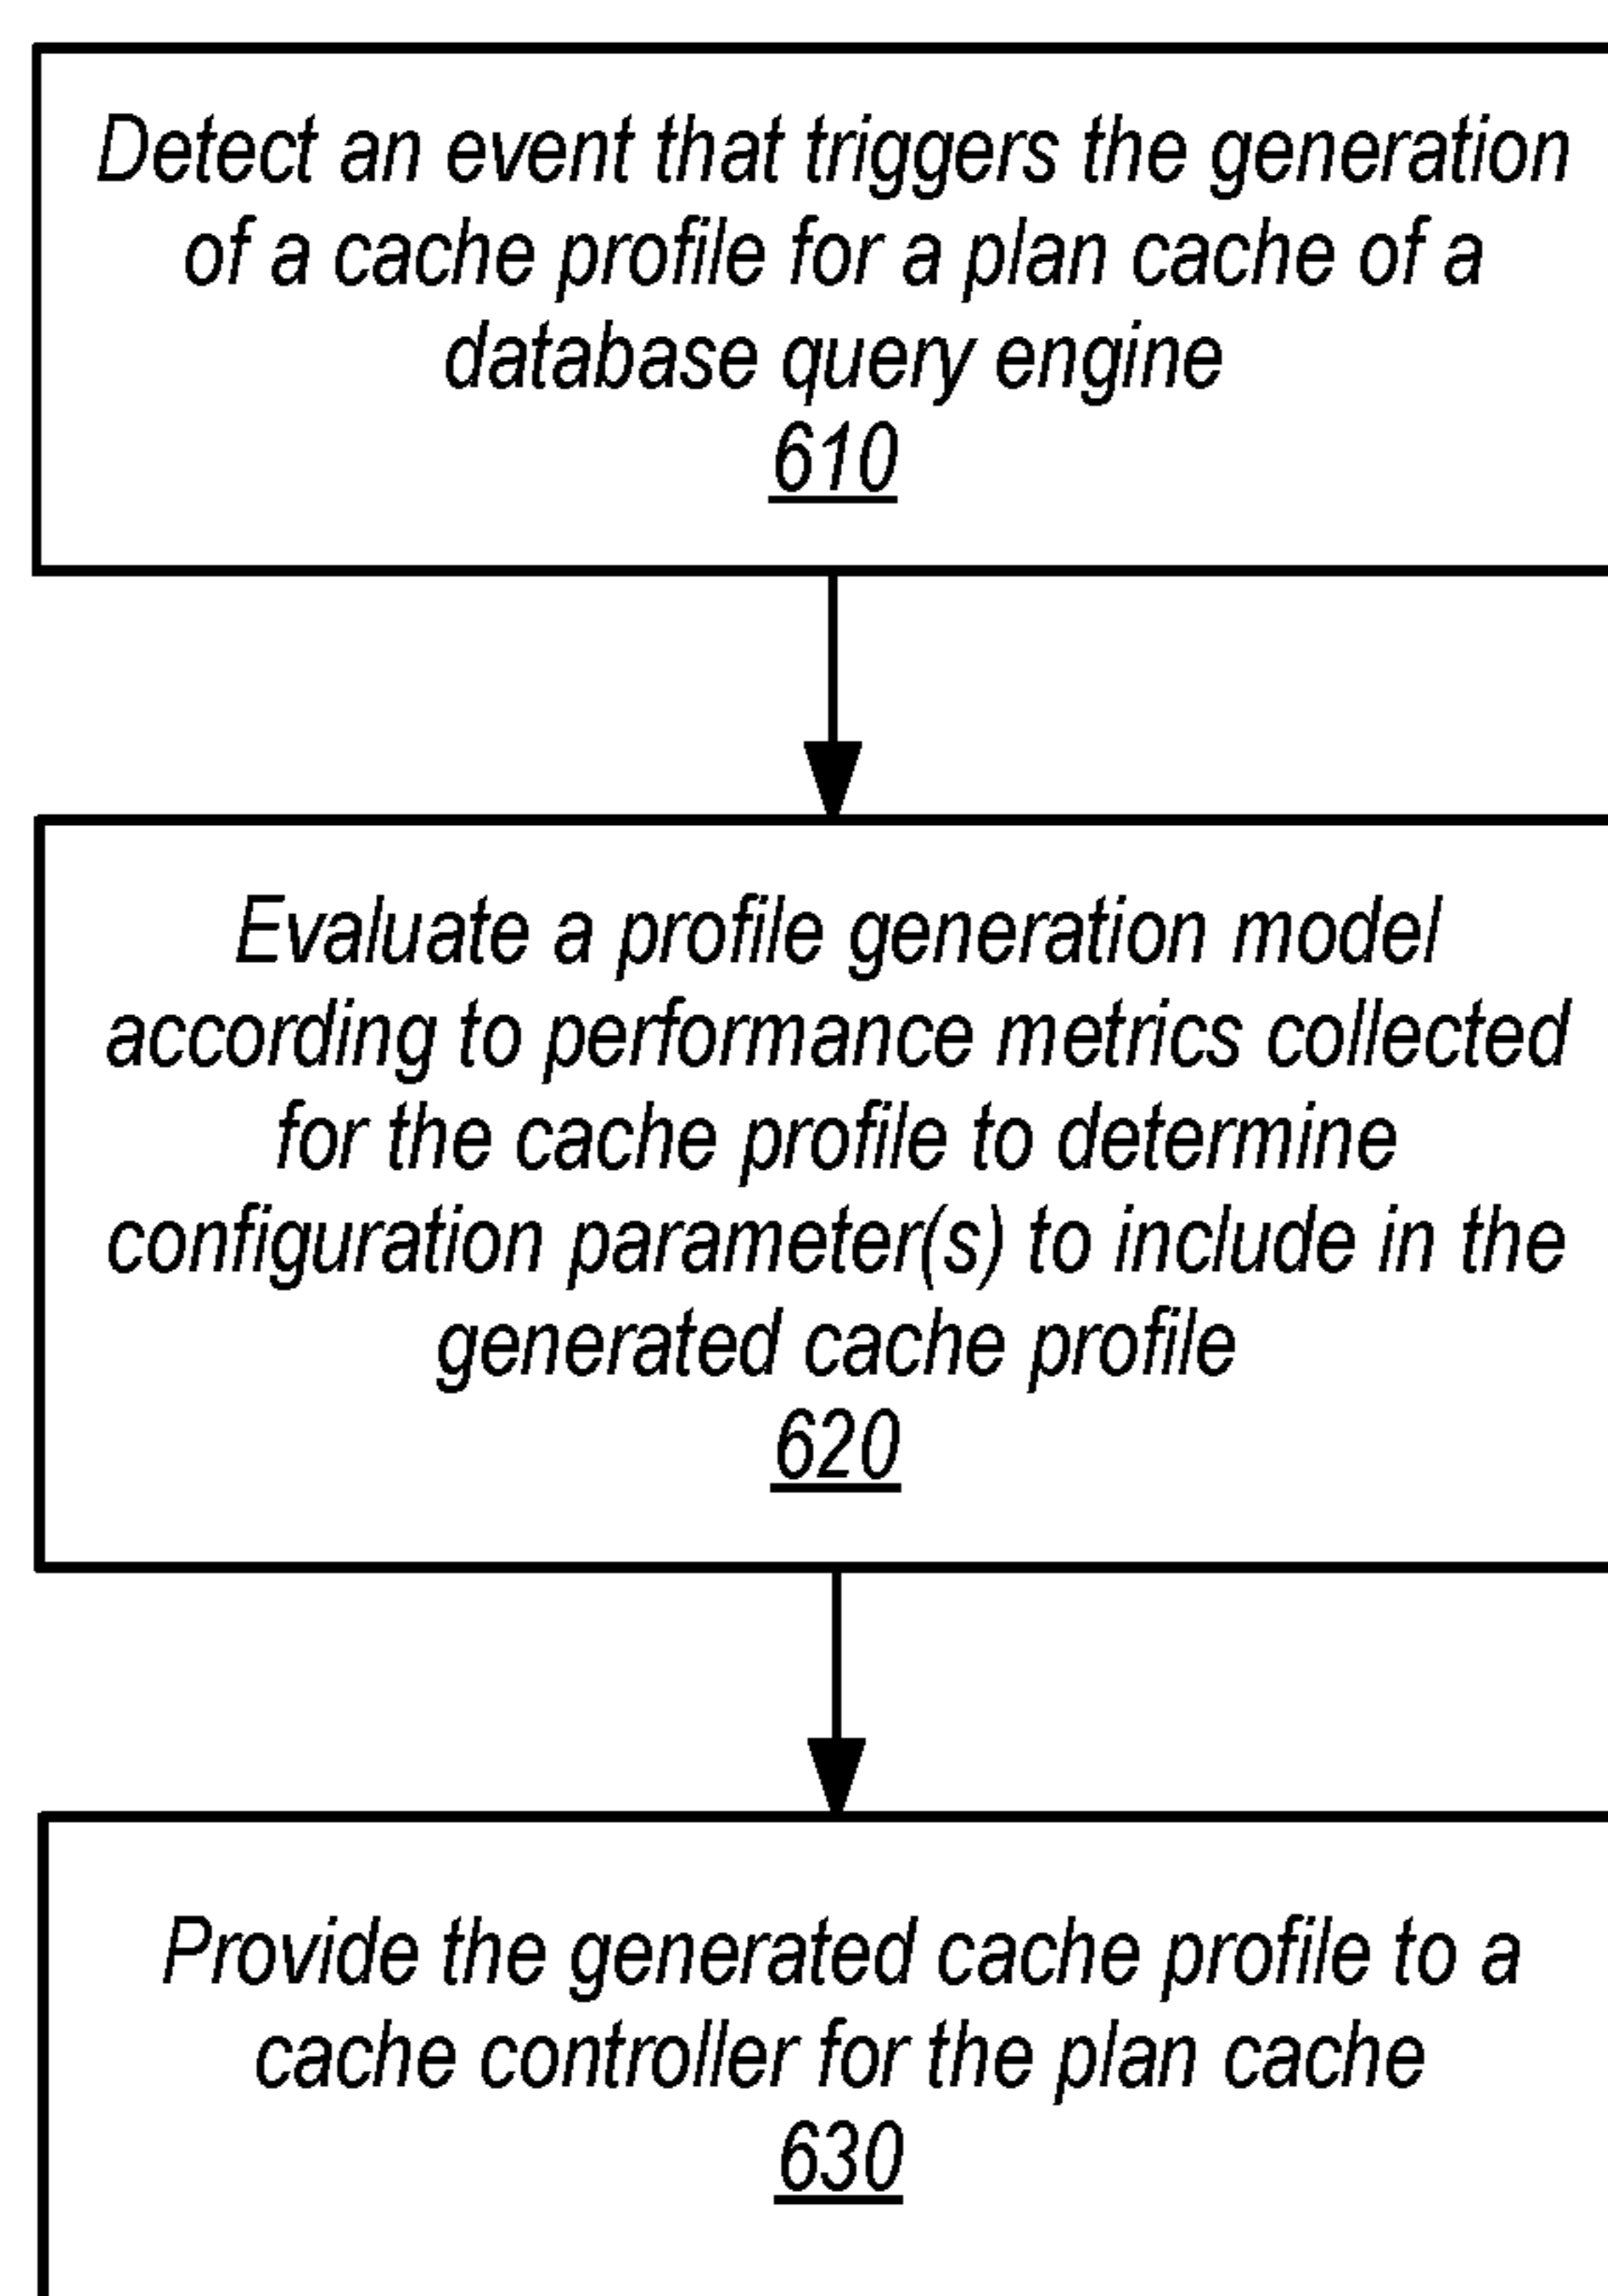 Detect an event that triggers the generation
of a cache profile for a plan cache of a
database query engine
610
Evaluate a profile generation model
according to performance metrics collected
for the cache profile to determine
configuration parameter(s) to include in the
generated cache profile
620
Provide the generated cache profile to a
cache controller for the plan cache
630